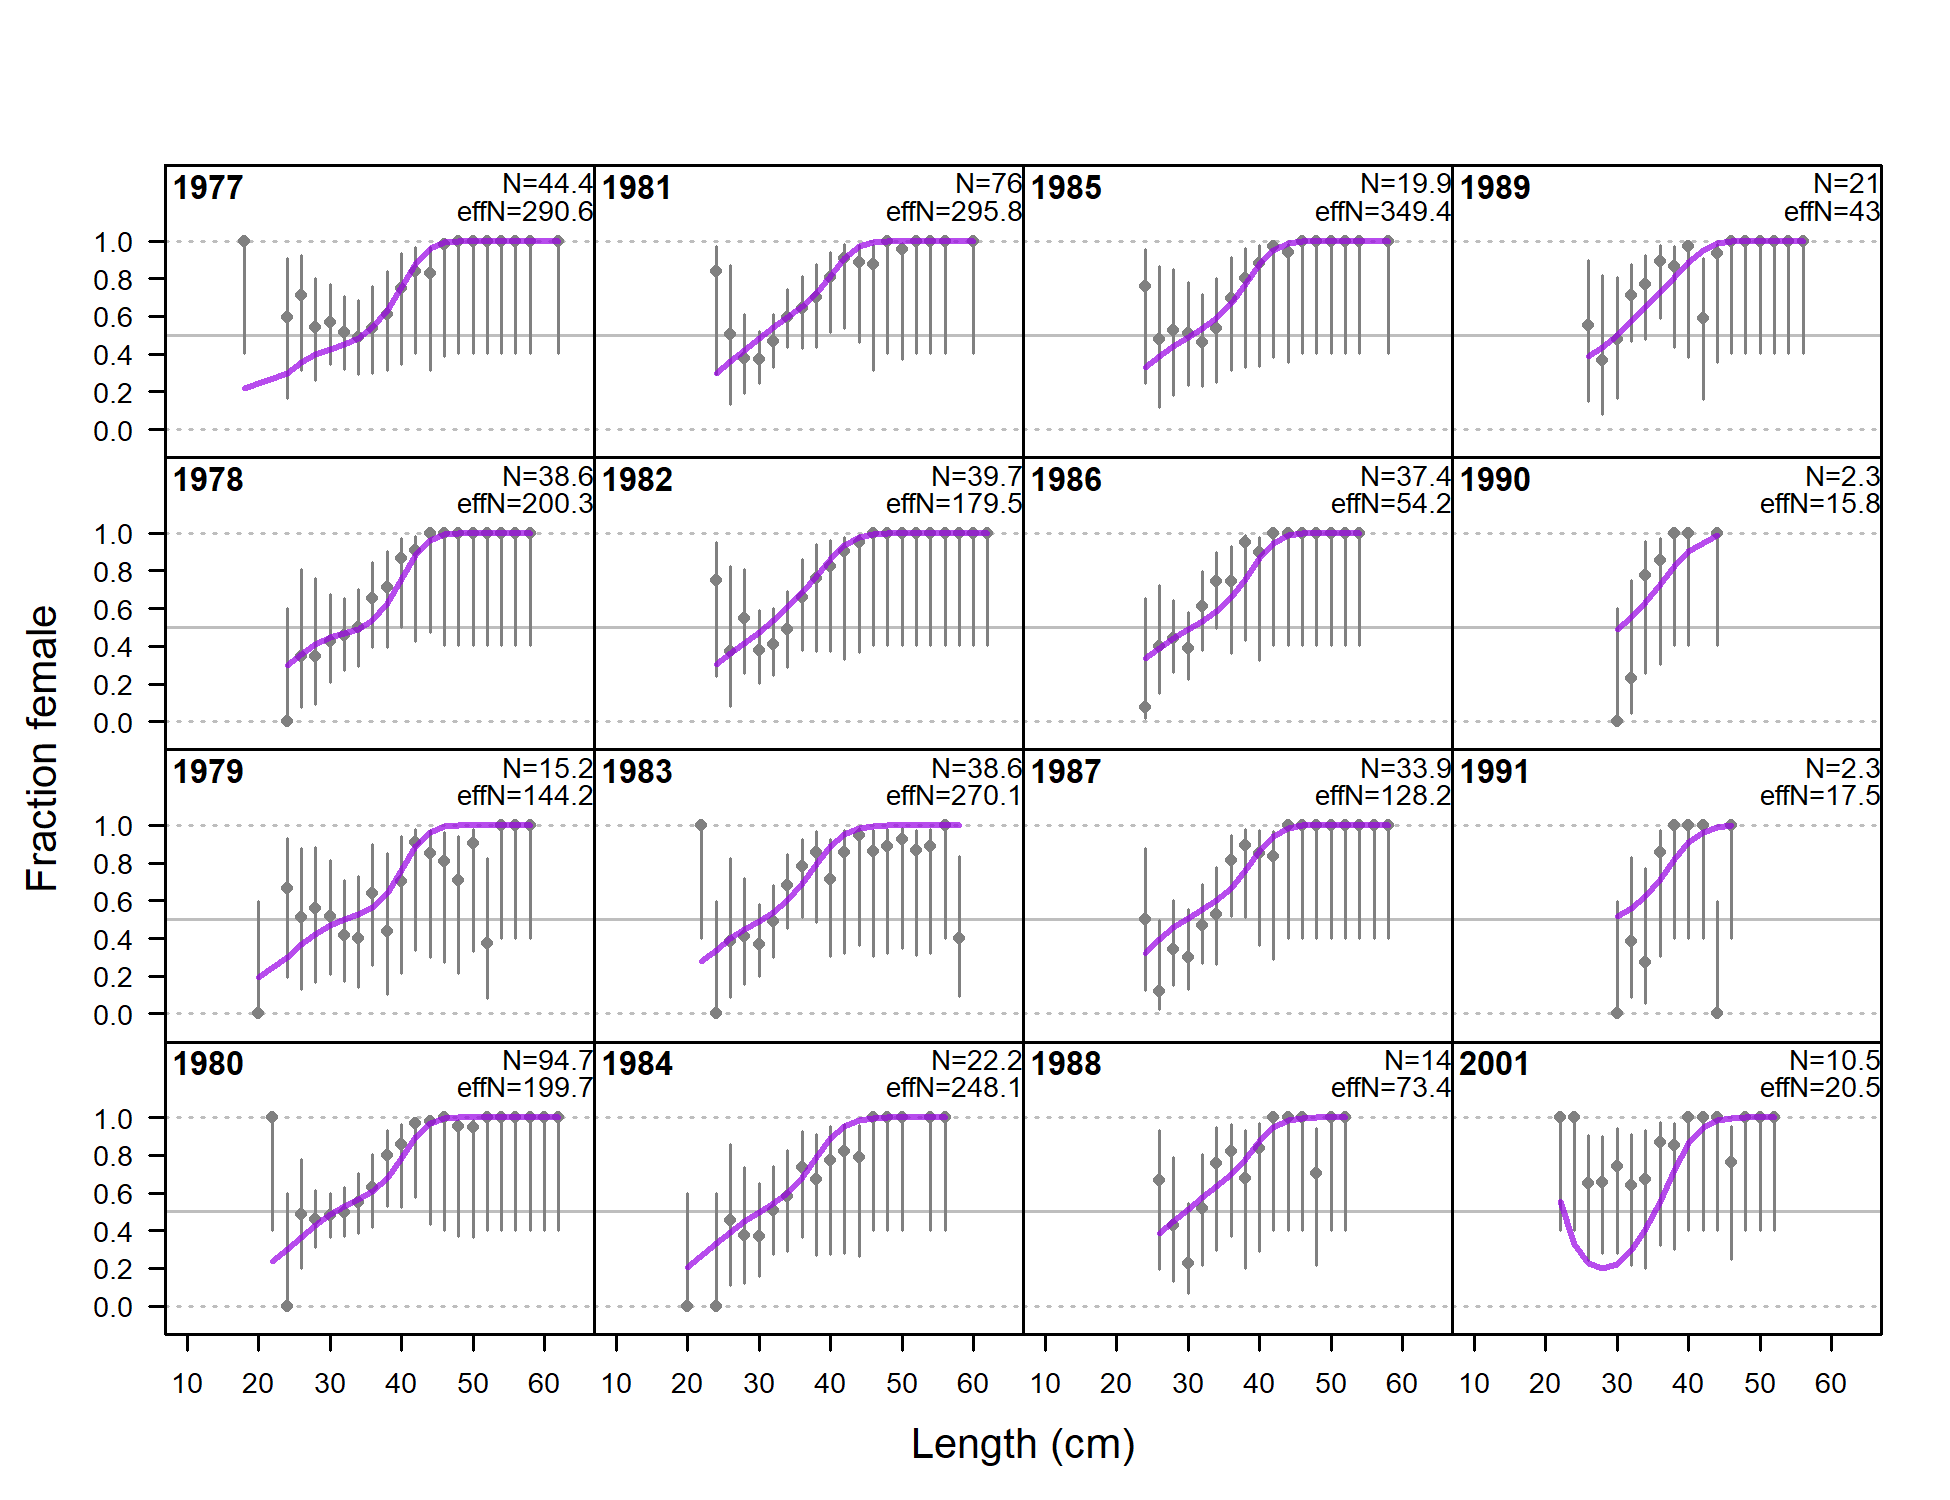 1977
N=44.4
effN=290.6
1981
N=76
effN=295.8
1985
N=19.9
effN=349.4
1989
N=21
effN=43
1.0
0.8
0.6
0.4
0.2
0.0
1978
N=38.6
effN=200.3
1982
N=39.7
effN=179.5
1986
N=37.4
effN=54.2
1990
N=2.3
effN=15.8
1.0
0.8
0.6
0.4
0.2
0.0
1979
N=15.2
effN=144.2
1983
N=38.6
effN=270.1
1987
N=33.9
effN=128.2
1991
N=2.3
effN=17.5
1.0
0.8
0.6
0.4
0.2
0.0
1980
N=94.7
effN=199.7
1984
N=22.2
effN=248.1
1988
N=14
effN=73.4
2001
N=10.5
effN=20.5
1.0
0.8
0.6
0.4
0.2
0.0
10 20 30 40 50 60 10 20 30 40 50 60 10 20 30 40 50 60 10 20 30 40 50 60
Length (cm)
Fraction female